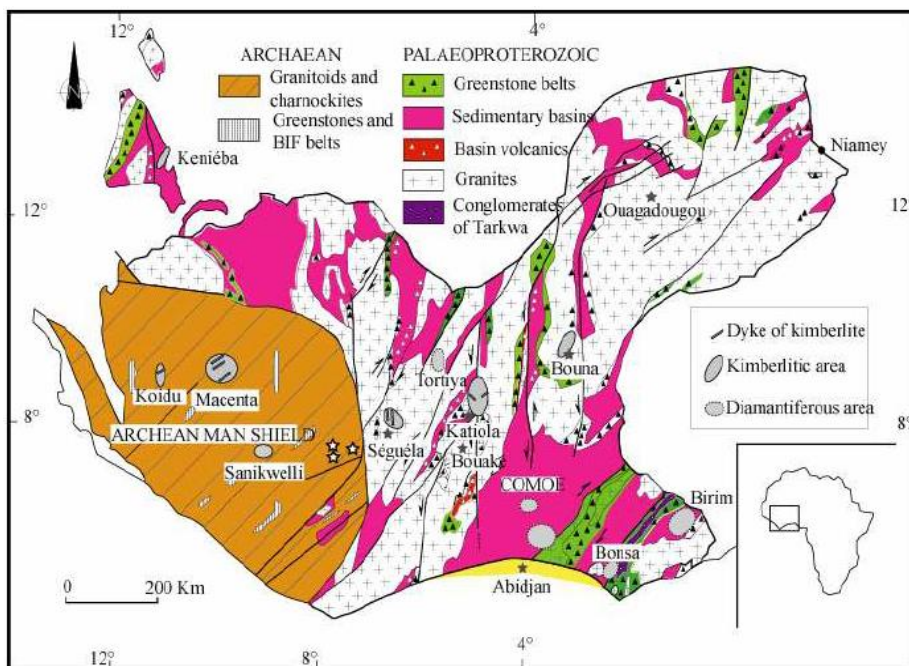 12°
4°
ARCHAEAN
Granitoids and
charnockites
Greenstones and
BIF belts
PALAEOPROTEROZOIC
Greenstone belts
Sedimentary basins
Basin volcanics
Granites
Conglomerates
of Tarkwa
N
Keniéba
Niamey
Ouagadougou
12°
12
Dyke of kimberlite
Kimberlitic area
Diamantiferous area
Bouna
Tortiya
Koidu
Macenta
8°
8°
Katiola
Séguéla
ARCHEAN MAN SHIELD
Bouaké
Sanikwelli
COMOE
Birim
Bonsa
0
200 Km
Abidjan
12°
8°
4°